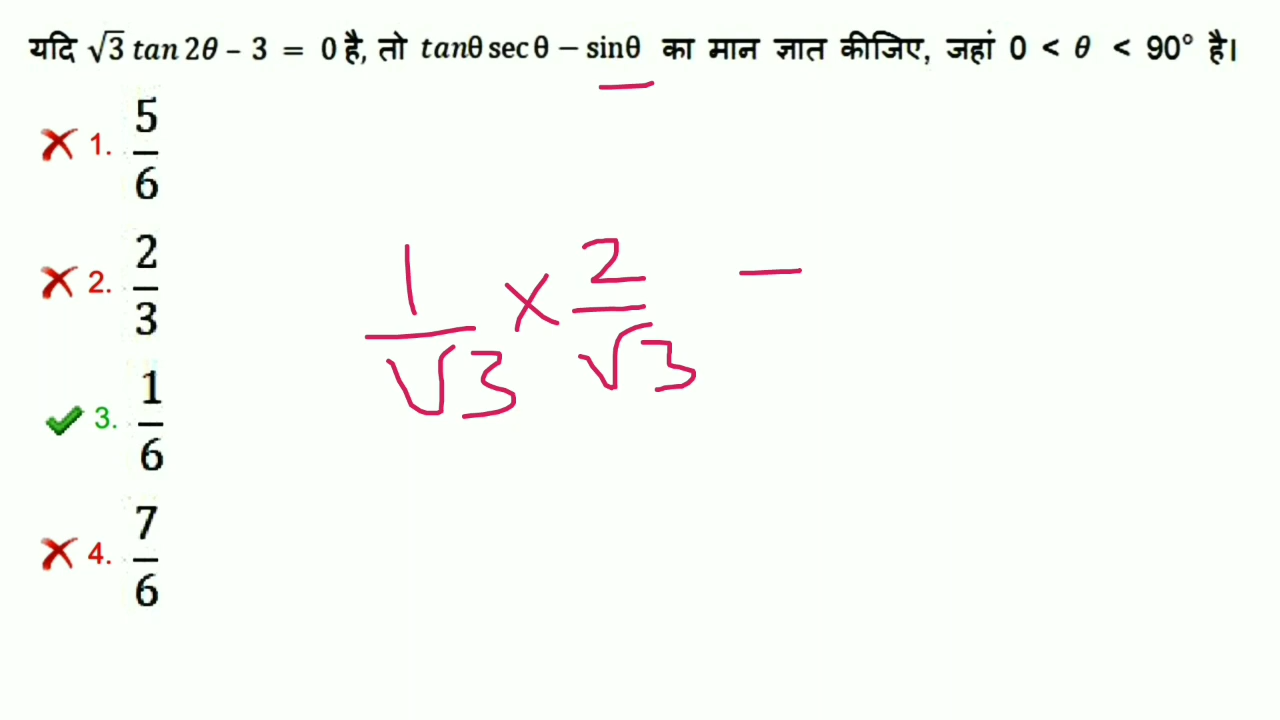 यदि √3 tan 2θ − 3 = 0 है, तो tanθ sec θ − sinθ का मान ज्ञात कीजिए, जहां 0 < θ < 90° है।
1. 5/6
2. 2/3
3. 1/6
4. 7/6
1/√3 × 2/√3 −